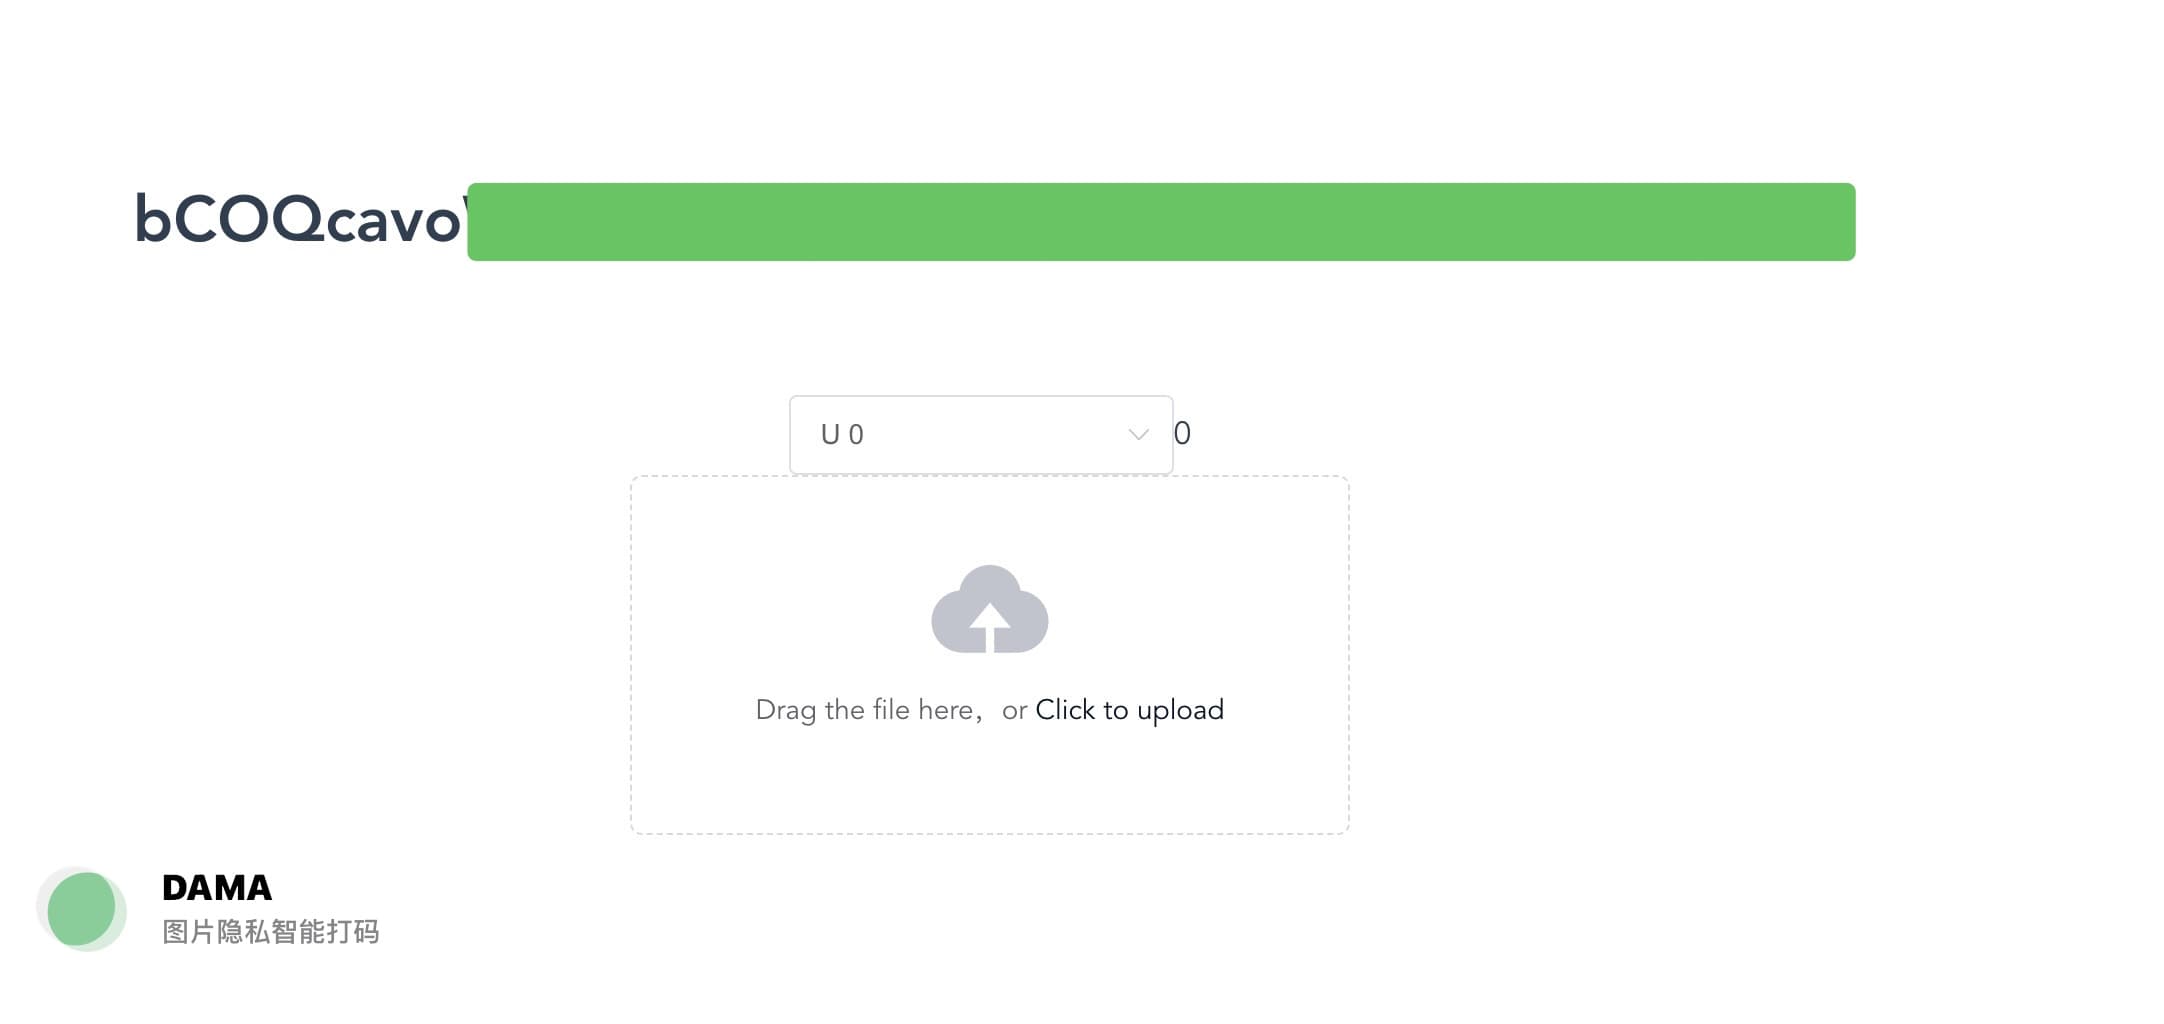 bCOQcavo
U 0
0
Drag the file here，or Click to upload
DAMA
图片隐私智能打码